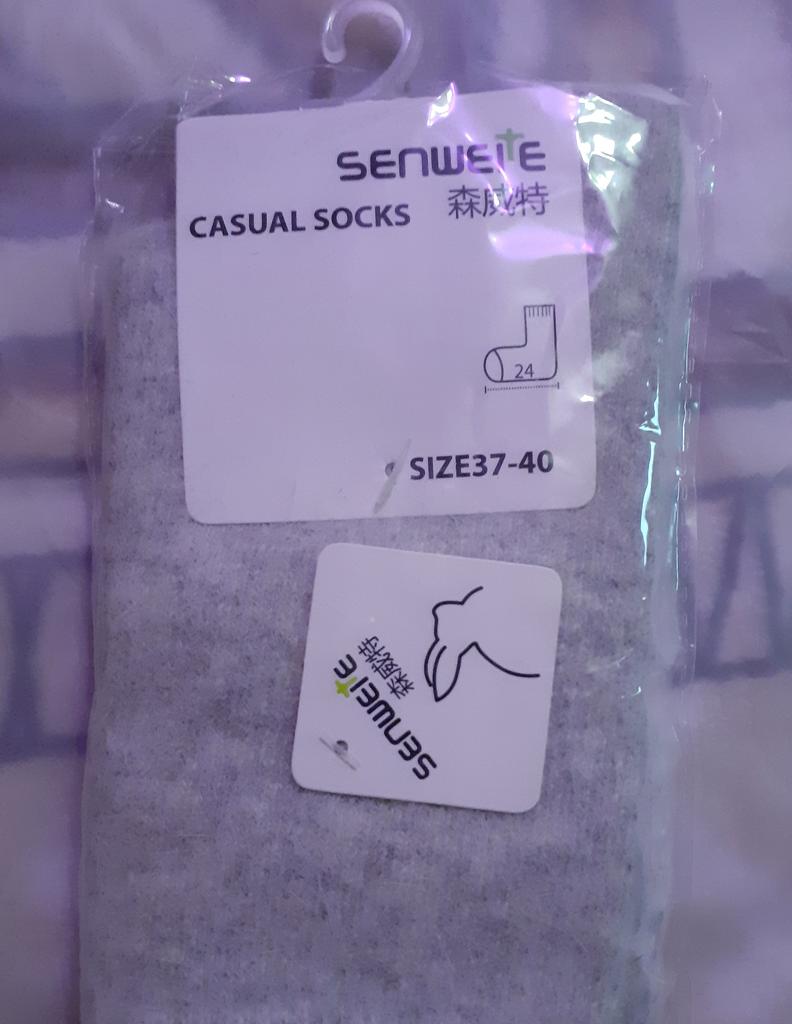 SENWEITE
森威特
CASUAL SOCKS
24
SIZE37-40
森威特
SENWEITE